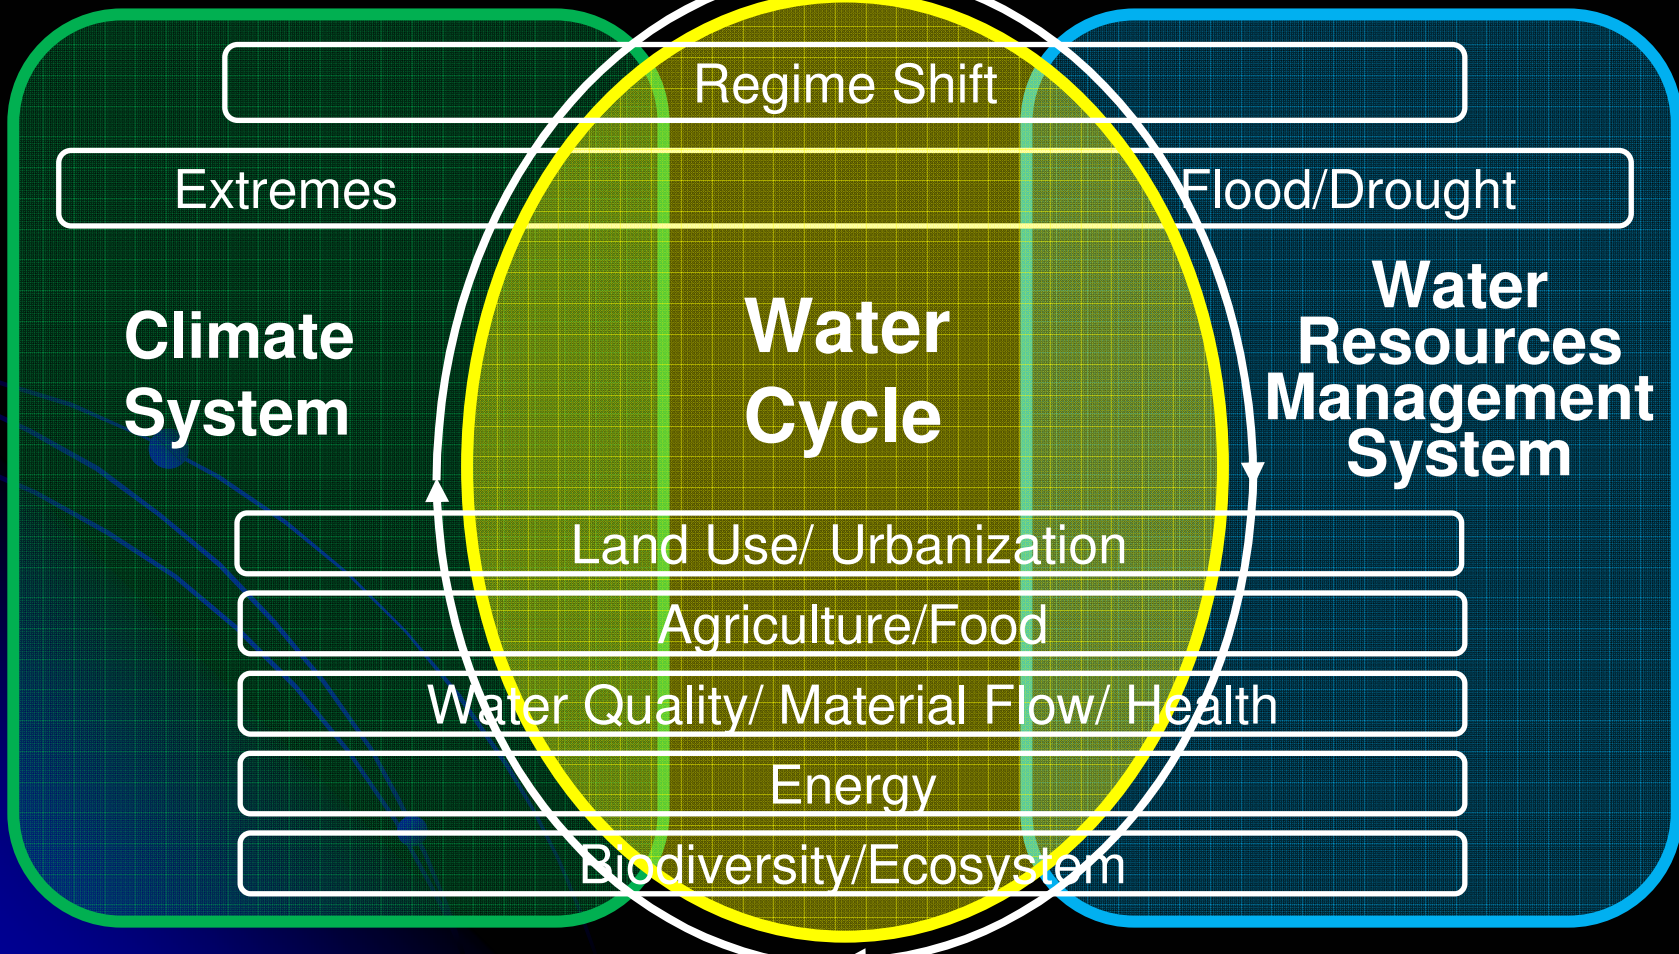 Regime Shift
Extremes
Flood/Drought
Climate
System
Water
Cycle
Water
Resources
Management
System
Land Use/ Urbanization
Agriculture/Food
Water Quality/ Material Flow/ Health
Energy
Biodiversity/Ecosystem